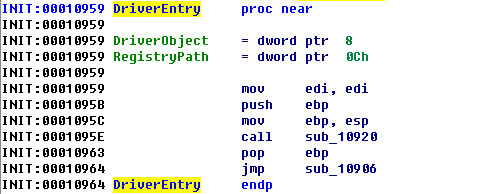 INIT:00010959 DriverEntry proc near
INIT:00010959
INIT:00010959 DriverObject = dword ptr 8
INIT:00010959 RegistryPath = dword ptr 0Ch
INIT:00010959
INIT:00010959 mov edi, edi
INIT:0001095B push ebp
INIT:0001095C mov ebp, esp
INIT:0001095E call sub_10920
INIT:00010963 pop ebp
INIT:00010964 jmp sub_10906
INIT:00010964 DriverEntry endp